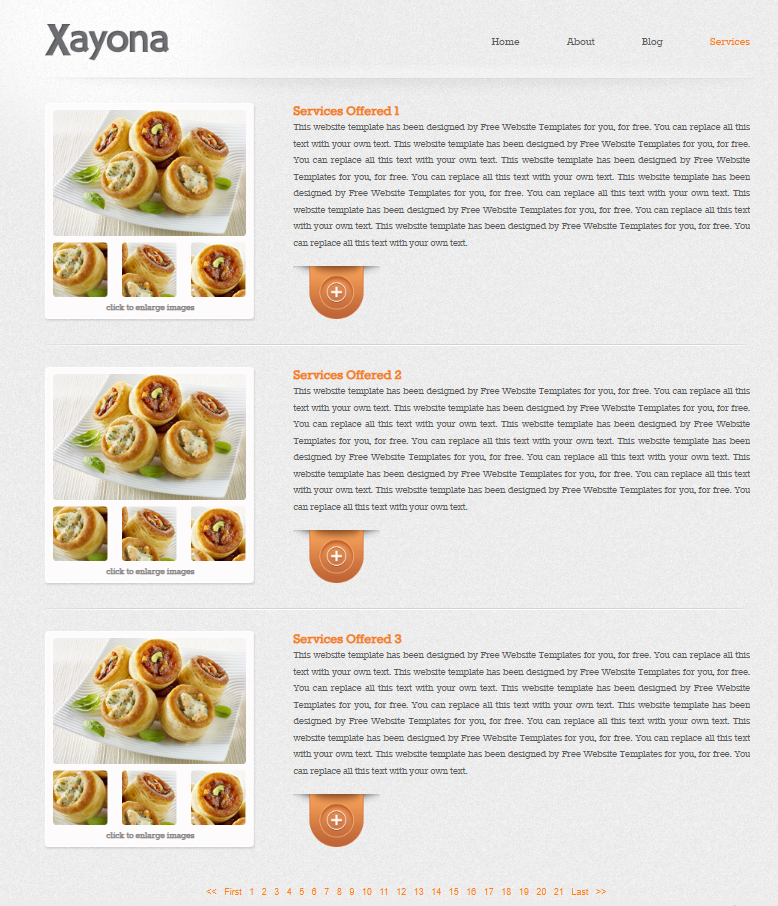 Xayona
Home About Blog Services
Services Offered 1
This website template has been designed by Free Website Templates for you, for free. You can replace all this
text with your own text. This website template has been designed by Free Website Templates for you, for free.
You can replace all this text with your own text. This website template has been designed by Free Website
Templates for you, for free. You can replace all this text with your own text. This website template has been
designed by Free Website Templates for you, for free. You can replace all this text with your own text. This
website template has been designed by Free Website Templates for you, for free. You can replace all this text
with your own text. This website template has been designed by Free Website Templates for you, for free. You
can replace all this text with your own text.
click to enlarge images
Services Offered 2
This website template has been designed by Free Website Templates for you, for free. You can replace all this
text with your own text. This website template has been designed by Free Website Templates for you, for free.
You can replace all this text with your own text. This website template has been designed by Free Website
Templates for you, for free. You can replace all this text with your own text. This website template has been
designed by Free Website Templates for you, for free. You can replace all this text with your own text. This
website template has been designed by Free Website Templates for you, for free. You can replace all this text
with your own text. This website template has been designed by Free Website Templates for you, for free. You
can replace all this text with your own text.
click to enlarge images
Services Offered 3
This website template has been designed by Free Website Templates for you, for free. You can replace all this
text with your own text. This website template has been designed by Free Website Templates for you, for free.
You can replace all this text with your own text. This website template has been designed by Free Website
Templates for you, for free. You can replace all this text with your own text. This website template has been
designed by Free Website Templates for you, for free. You can replace all this text with your own text. This
website template has been designed by Free Website Templates for you, for free. You can replace all this text
with your own text. This website template has been designed by Free Website Templates for you, for free. You
can replace all this text with your own text.
click to enlarge images
<< First 1 2 3 4 5 6 7 8 9 10 11 12 13 14 15 16 17 18 19 20 21 Last >>